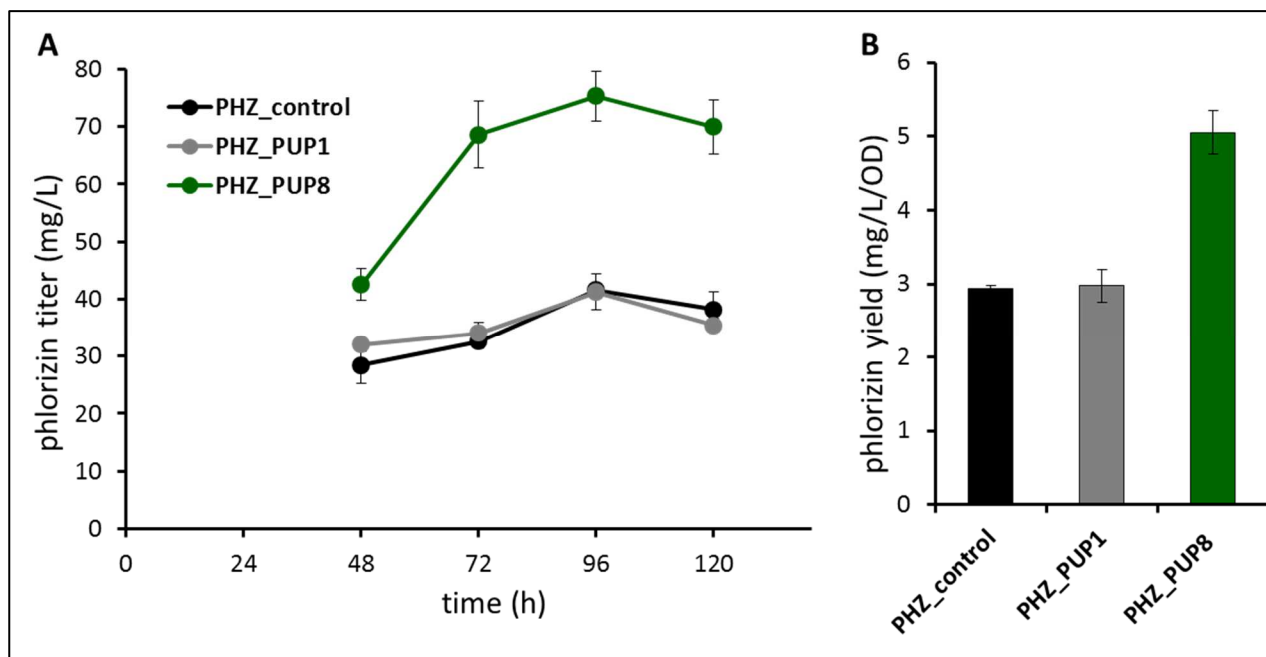 A
phlorizin titer (mg/L)
80
70
60
50
40
30
20
10
0
PHZ_control
PHZ_PUP1
PHZ_PUP8
0 24 48 72 96 120
time (h)
B
phlorizin yield (mg/L/OD)
6
5
4
3
2
1
0
PHZ_control
PHZ_PUP1
PHZ_PUP8